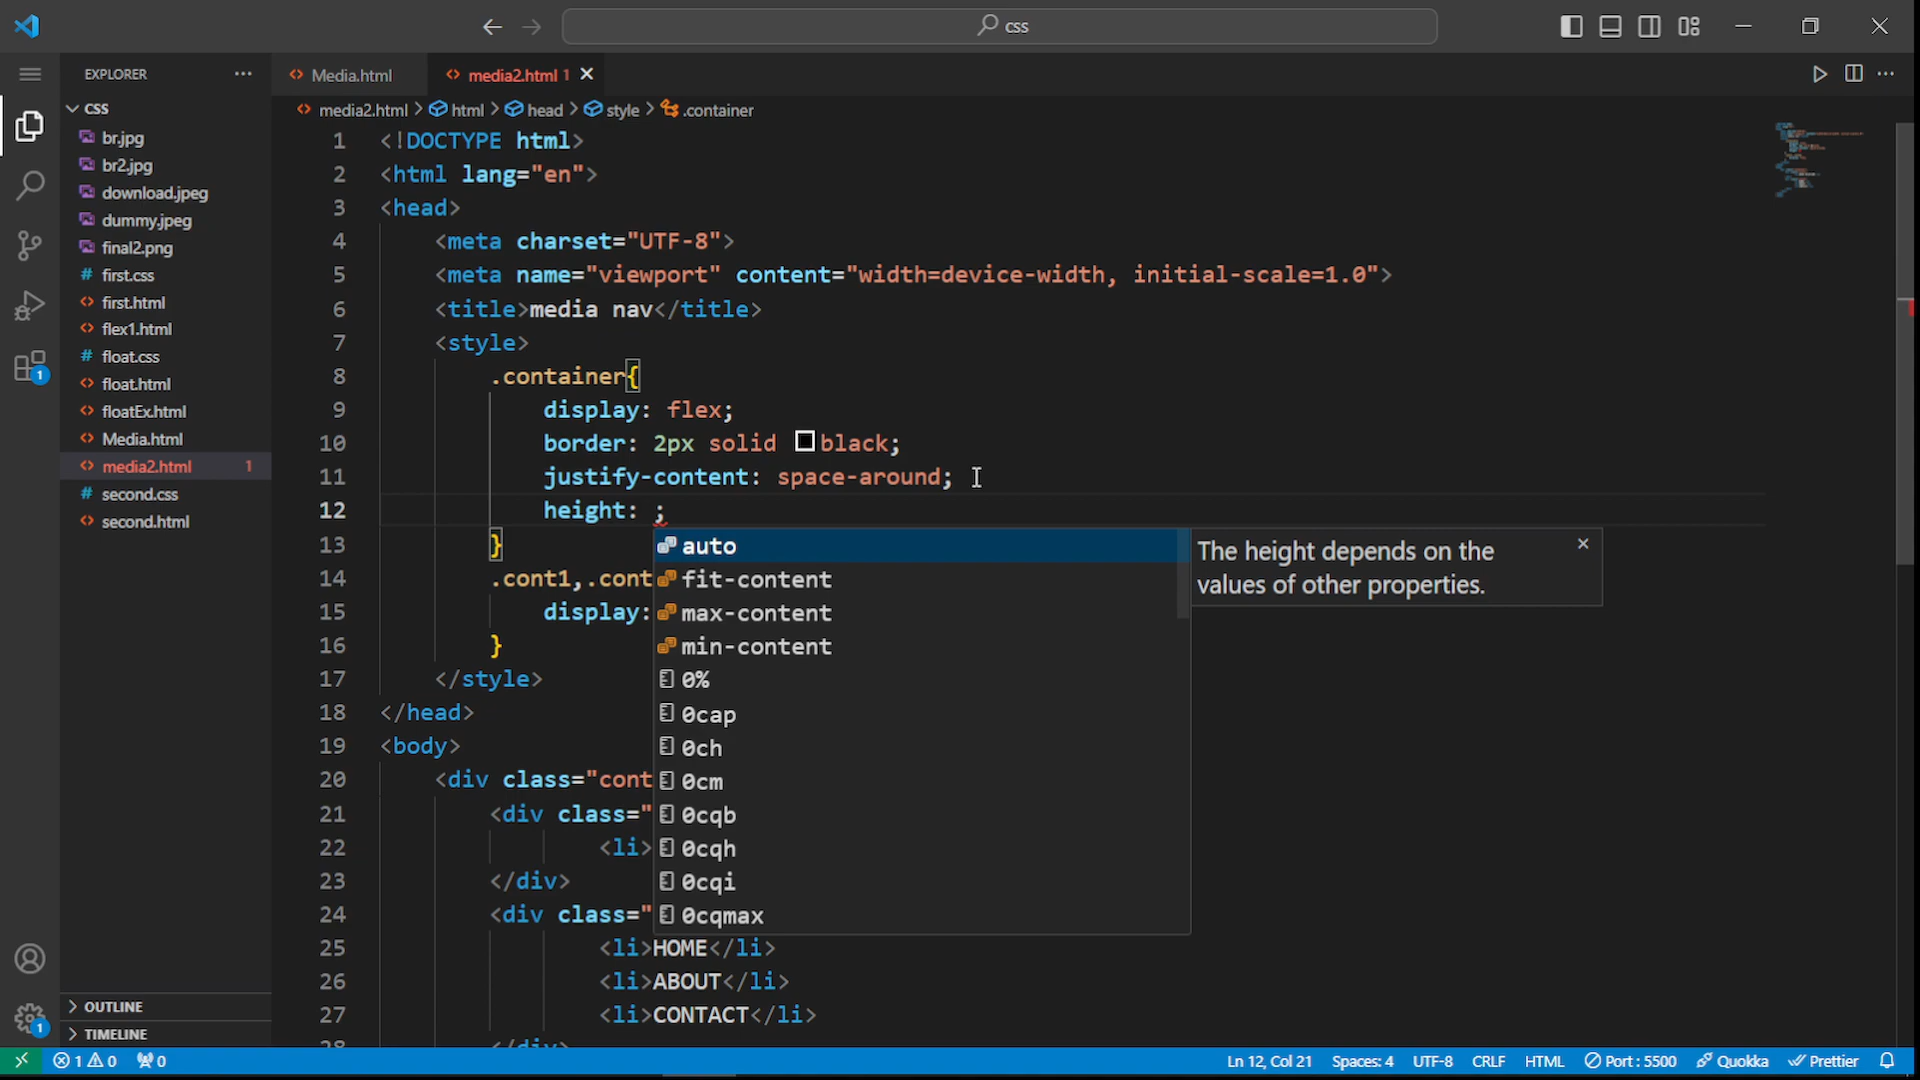 css
EXPLORER
Media.html
media2.html 1
media2.html > html > head > style > .container
CSS
br.jpg
br2.jpg
download.jpeg
dummy.jpeg
final2.png
first.css
first.html
flex1.html
float.css
float.html
floatEx.html
Media.html
media2.html 1
second.css
second.html
OUTLINE
TIMELINE
1 <!DOCTYPE html>
2 <html lang="en">
3 <head>
4 <meta charset="UTF-8">
5 <meta name="viewport" content="width=device-width, initial-scale=1.0">
6 <title>media nav</title>
7 <style>
8 .container{
9 display: flex;
10 border: 2px solid black;
11 justify-content: space-around;
12 height: ;
13 }
14 .cont1,.cont
15 display:
16 }
17 </style>
18 </head>
19 <body>
20 <div class="cont
21 <div class="
22 <li>
23 </div>
24 <div class="
25 <li>HOME</li>
26 <li>ABOUT</li>
27 <li>CONTACT</li>
28 </div>
auto
fit-content
max-content
min-content
0%
0cap
0ch
0cm
0cqb
0cqh
0cqi
0cqmax
The height depends on the
values of other properties.
1
1
1 0 0
Ln 12, Col 21 Spaces: 4 UTF-8 CRLF HTML Port : 5500 Quokka Prettier